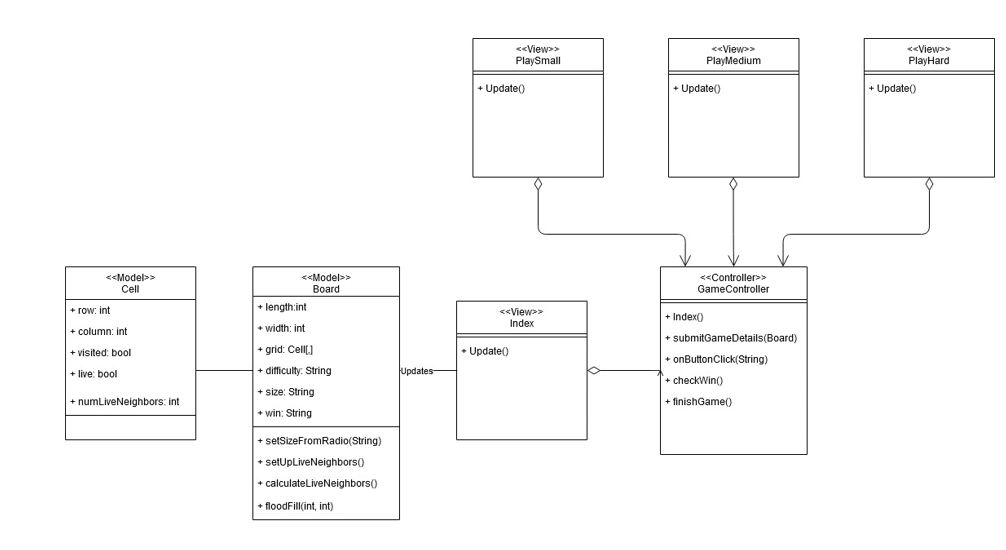 <<View>>
PlaySmall
+ Update()
<<View>>
PlayMedium
+ Update()
<<View>>
PlayHard
+ Update()
<<Model>>
Cell
+ row: int
+ column: int
+ visited: bool
+ live: bool
+ numLiveNeighbors: int
<<Model>>
Board
+ length:int
+ width: int
+ grid: Cell[,]
+ difficulty: String
+ size: String
+ win: String
+ setSizeFromRadio(String)
+ setUpLiveNeighbors()
+ calculateLiveNeighbors()
+ floodFill(int, int)
Updates
<<View>>
Index
+ Update()
<<Controller>>
GameController
+ Index()
+ submitGameDetails(Board)
+ onButtonClick(String)
+ checkWin()
+ finishGame()